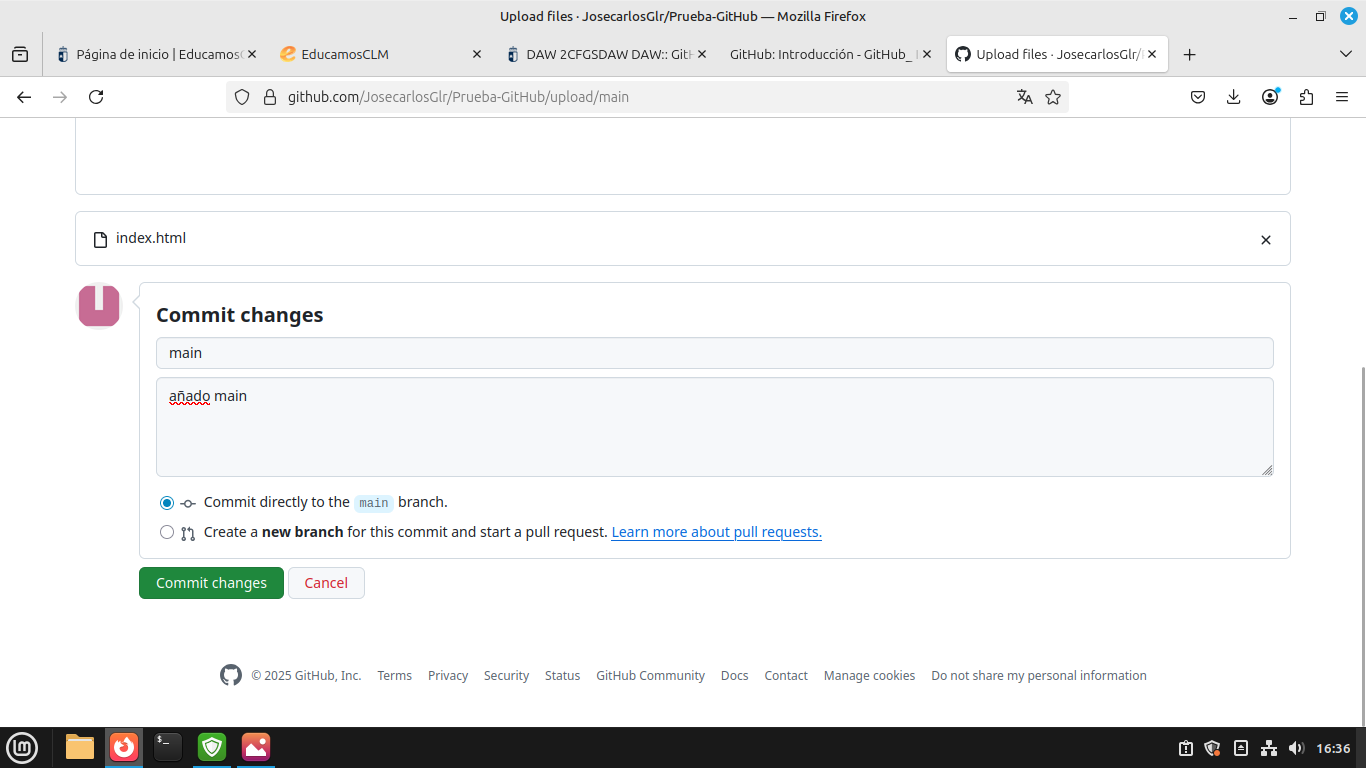 Upload files · JosecarlosGlr/Prueba-GitHub — Mozilla Firefox
Página de inicio | Educamos
EducamosCLM
DAW 2CFGSDAW DAW:: Git
GitHub: Introducción - GitHub_
Upload files · JosecarlosGlr/
github.com/JosecarlosGlr/Prueba-GitHub/upload/main
index.html
Commit changes
main
añado main
Commit directly to the main branch.
Create a new branch for this commit and start a pull request. Learn more about pull requests.
Commit changes
Cancel
© 2025 GitHub, Inc.
Terms
Privacy
Security
Status
GitHub Community
Docs
Contact
Manage cookies
Do not share my personal information
16:36